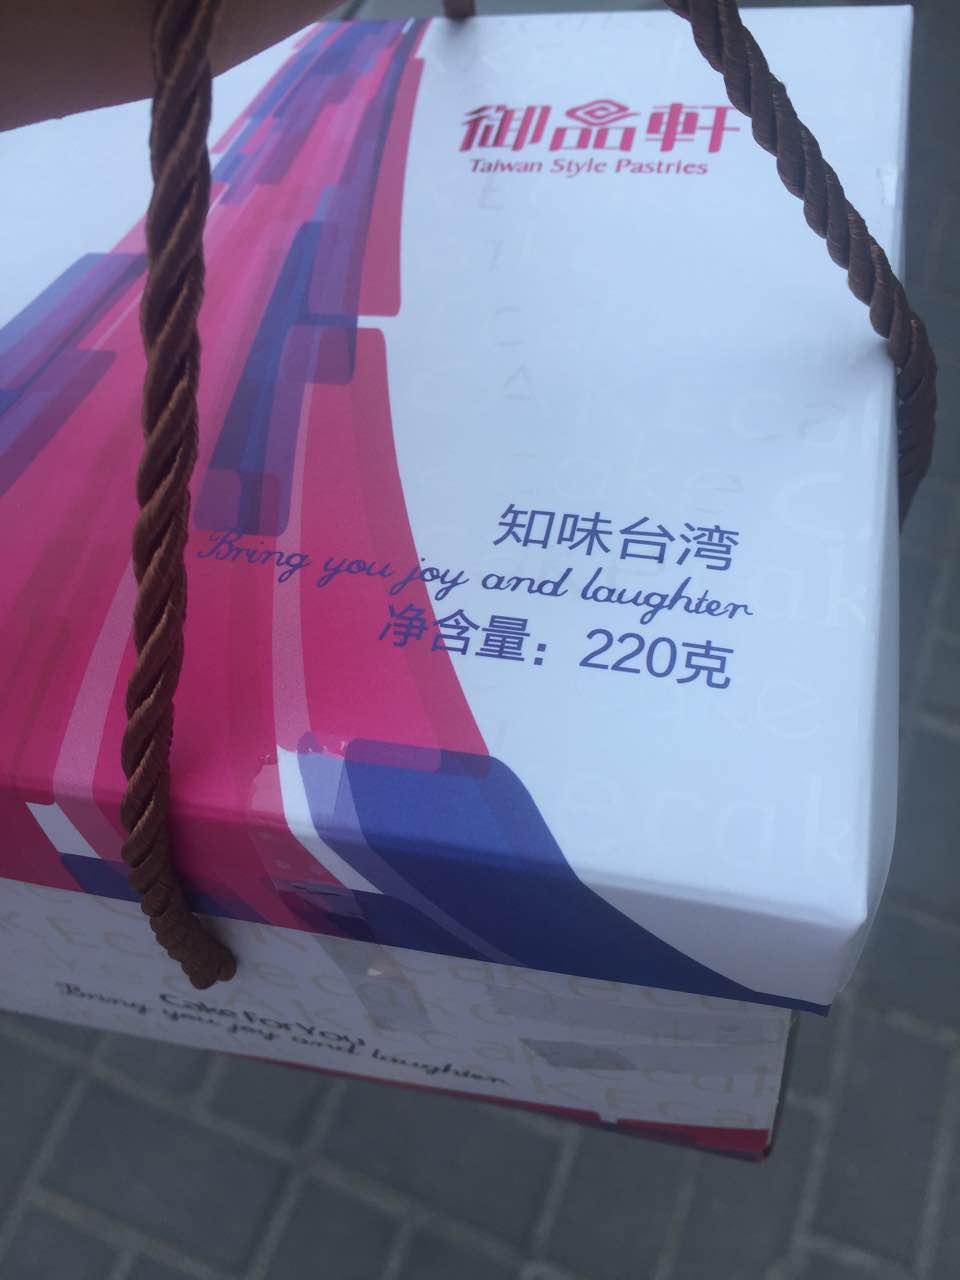 御品軒
Taiwan Style Pastries
知味台湾
Bring you joy and laughter
净含量：220克
Cake For You
Bring you joy and laughter